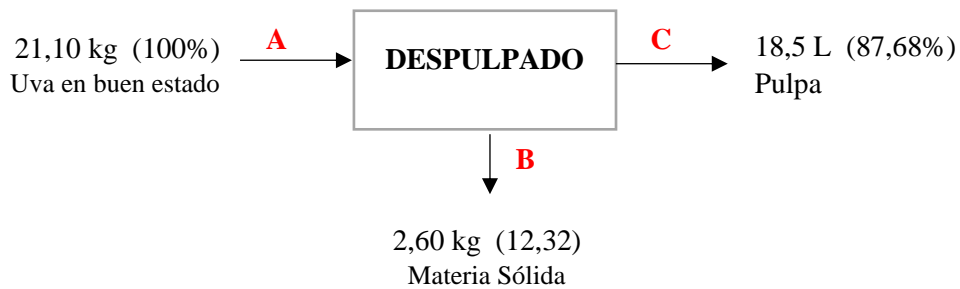 21,10 kg (100%)
Uva en buen estado
A
DESPULPADO
C
18,5 L (87,68%)
Pulpa
B
2,60 kg (12,32)
Materia Sólida